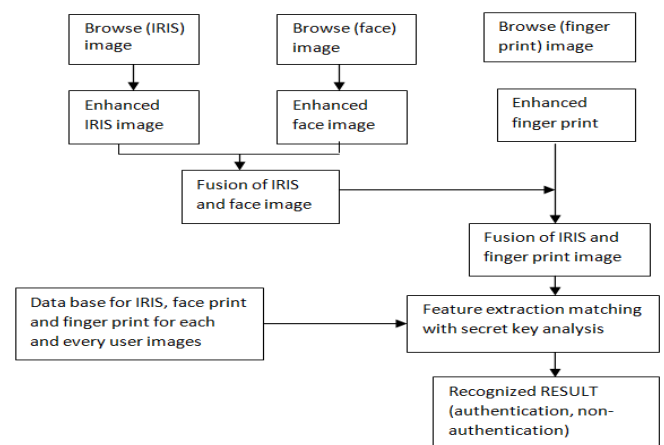 Browse (IRIS)
image
Browse (face)
image
Browse (finger
print) image
Enhanced
IRIS image
Enhanced
face image
Enhanced
finger print
Fusion of IRIS
and face image
Fusion of IRIS and
finger print image
Data base for IRIS, face print
and finger print for each
and every user images
Feature extraction matching
with secret key analysis
Recognized RESULT
(authentication, non-
authentication)